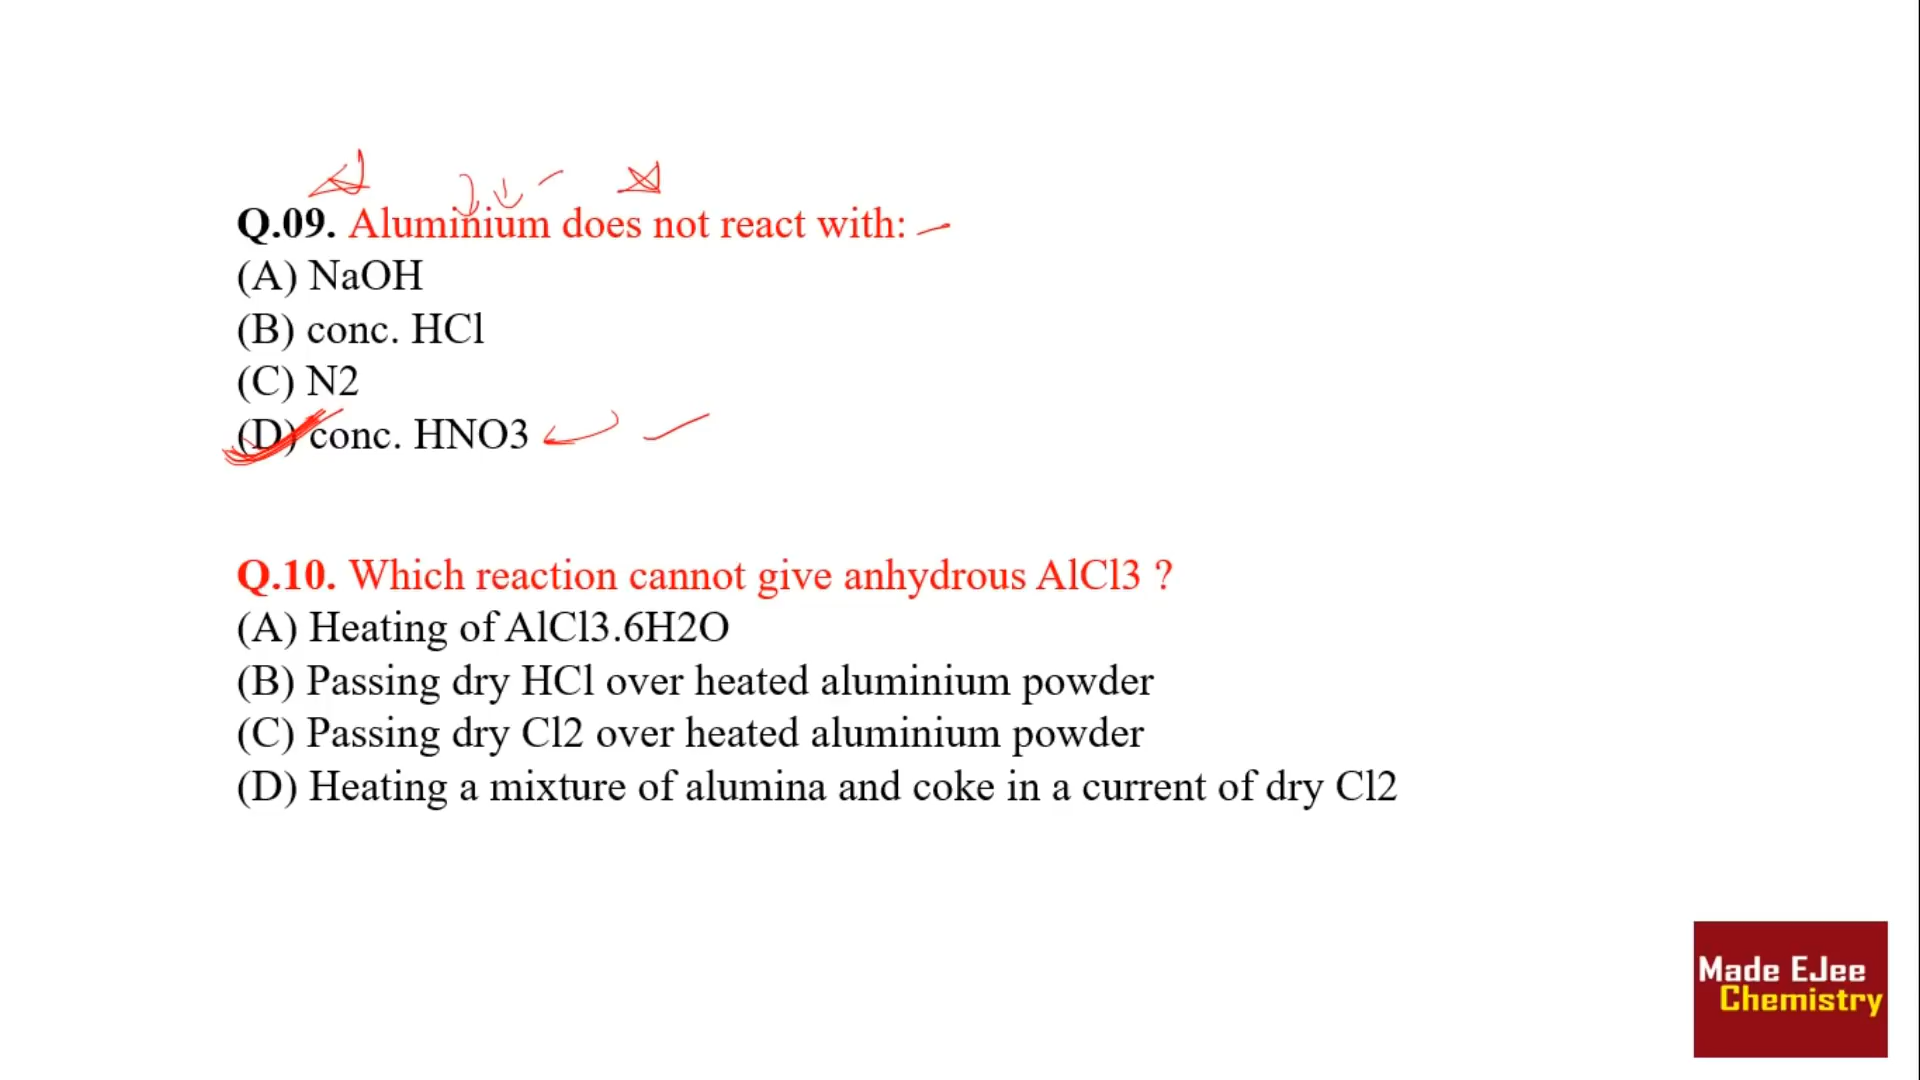 Q.09. Aluminium does not react with:
(A) NaOH
(B) conc. HCl
(C) N2
(D) conc. HNO3
Q.10. Which reaction cannot give anhydrous AlCl3 ?
(A) Heating of AlCl3.6H2O
(B) Passing dry HCl over heated aluminium powder
(C) Passing dry Cl2 over heated aluminium powder
(D) Heating a mixture of alumina and coke in a current of dry Cl2
Made EJee
Chemistry